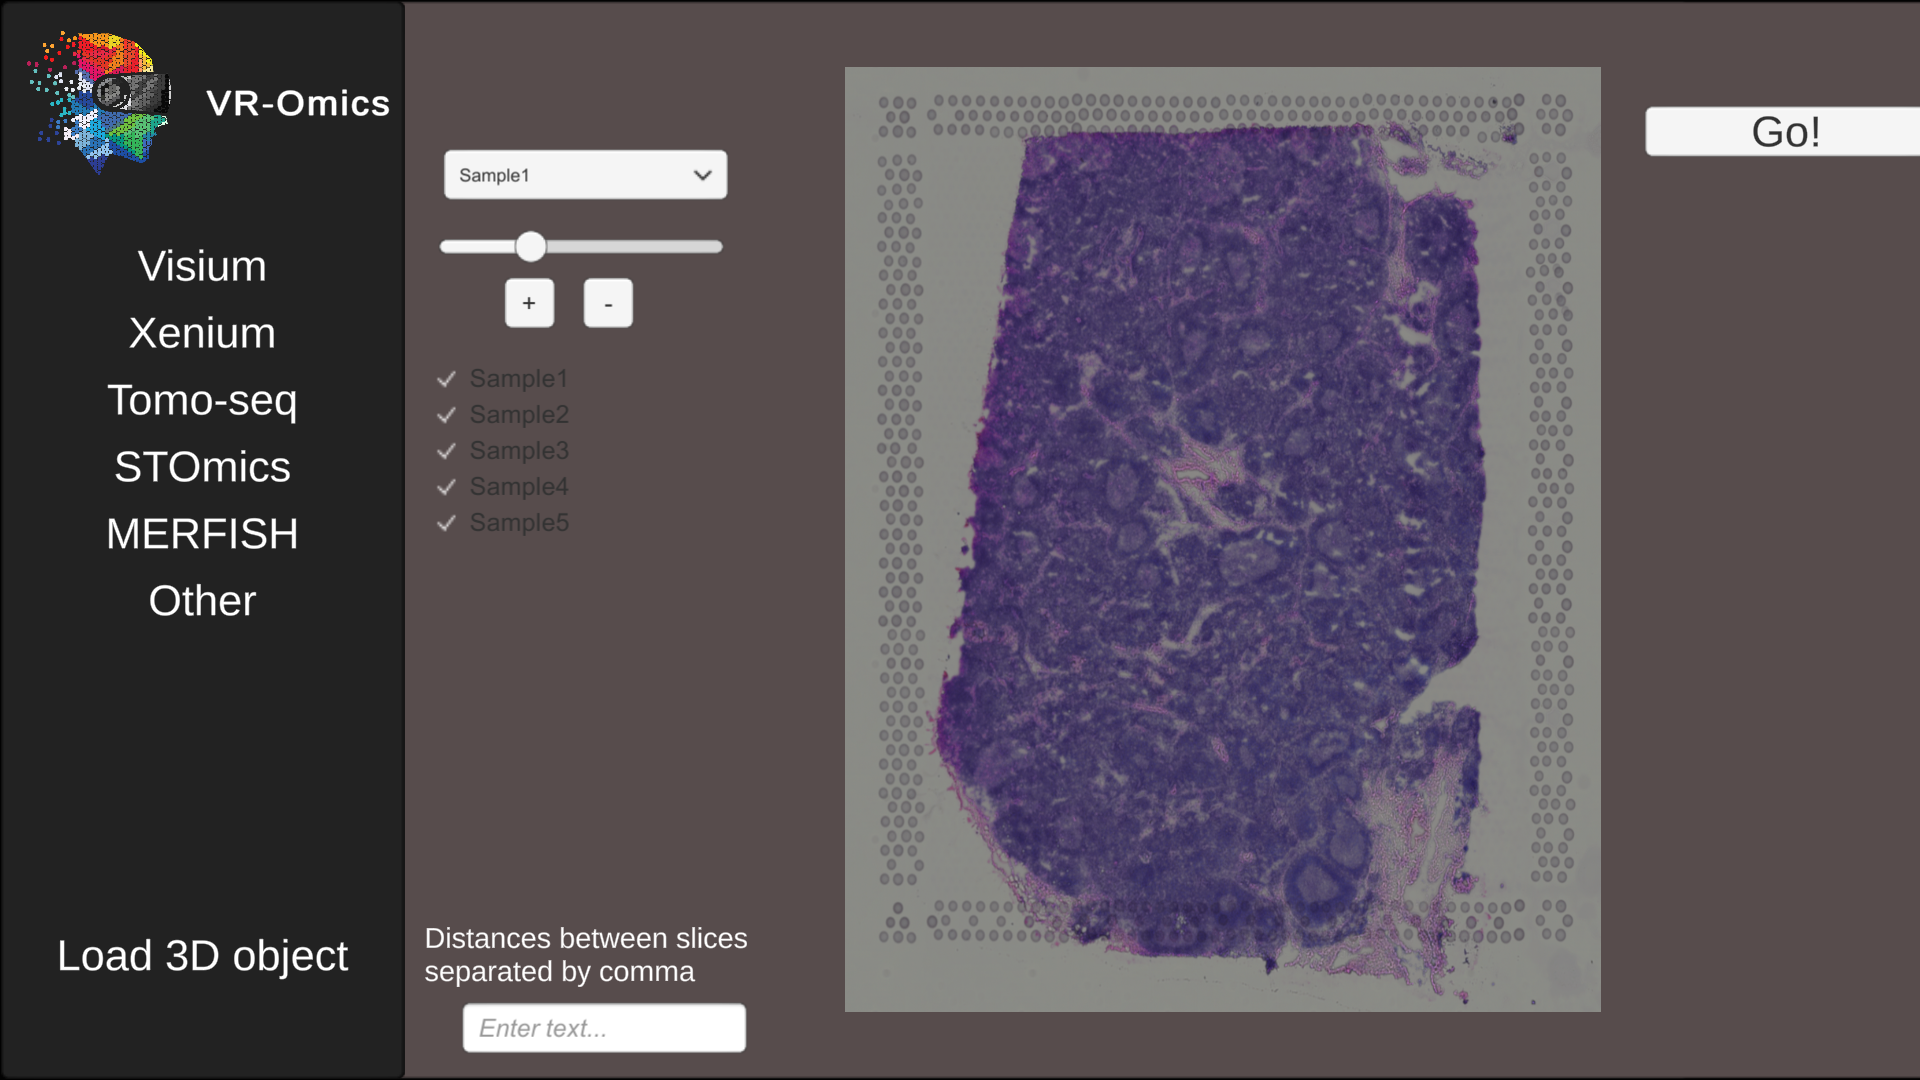 VR-Omics
Visium
Xenium
Tomo-seq
STOmics
MERFISH
Other
Load 3D object
Sample1
+ -
Sample1
Sample2
Sample3
Sample4
Sample5
Distances between slices
separated by comma
Enter text...
Go!